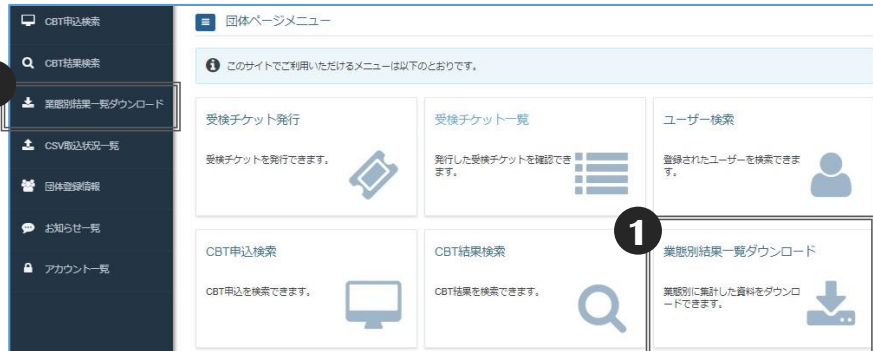 CBT申込検索
CBT結果検索
業態別結果一覧ダウンロード
CSV取込状況一覧
団体登録情報
お知らせ一覧
アカウント一覧
団体ページメニュー
このサイトでご利用いただけるメニューは以下のとおりです。
受検チケット発行
受検チケットを発行できます。
受検チケット一覧
発行した受検チケットを確認でき
ます。
ユーザー検索
登録されたユーザーを検索できま
す。
CBT申込検索
CBT申込を検索できます。
CBT結果検索
CBT結果を検索できます。
1
業態別結果一覧ダウンロード
業態別に集計した資料をダウンロ
ードできます。